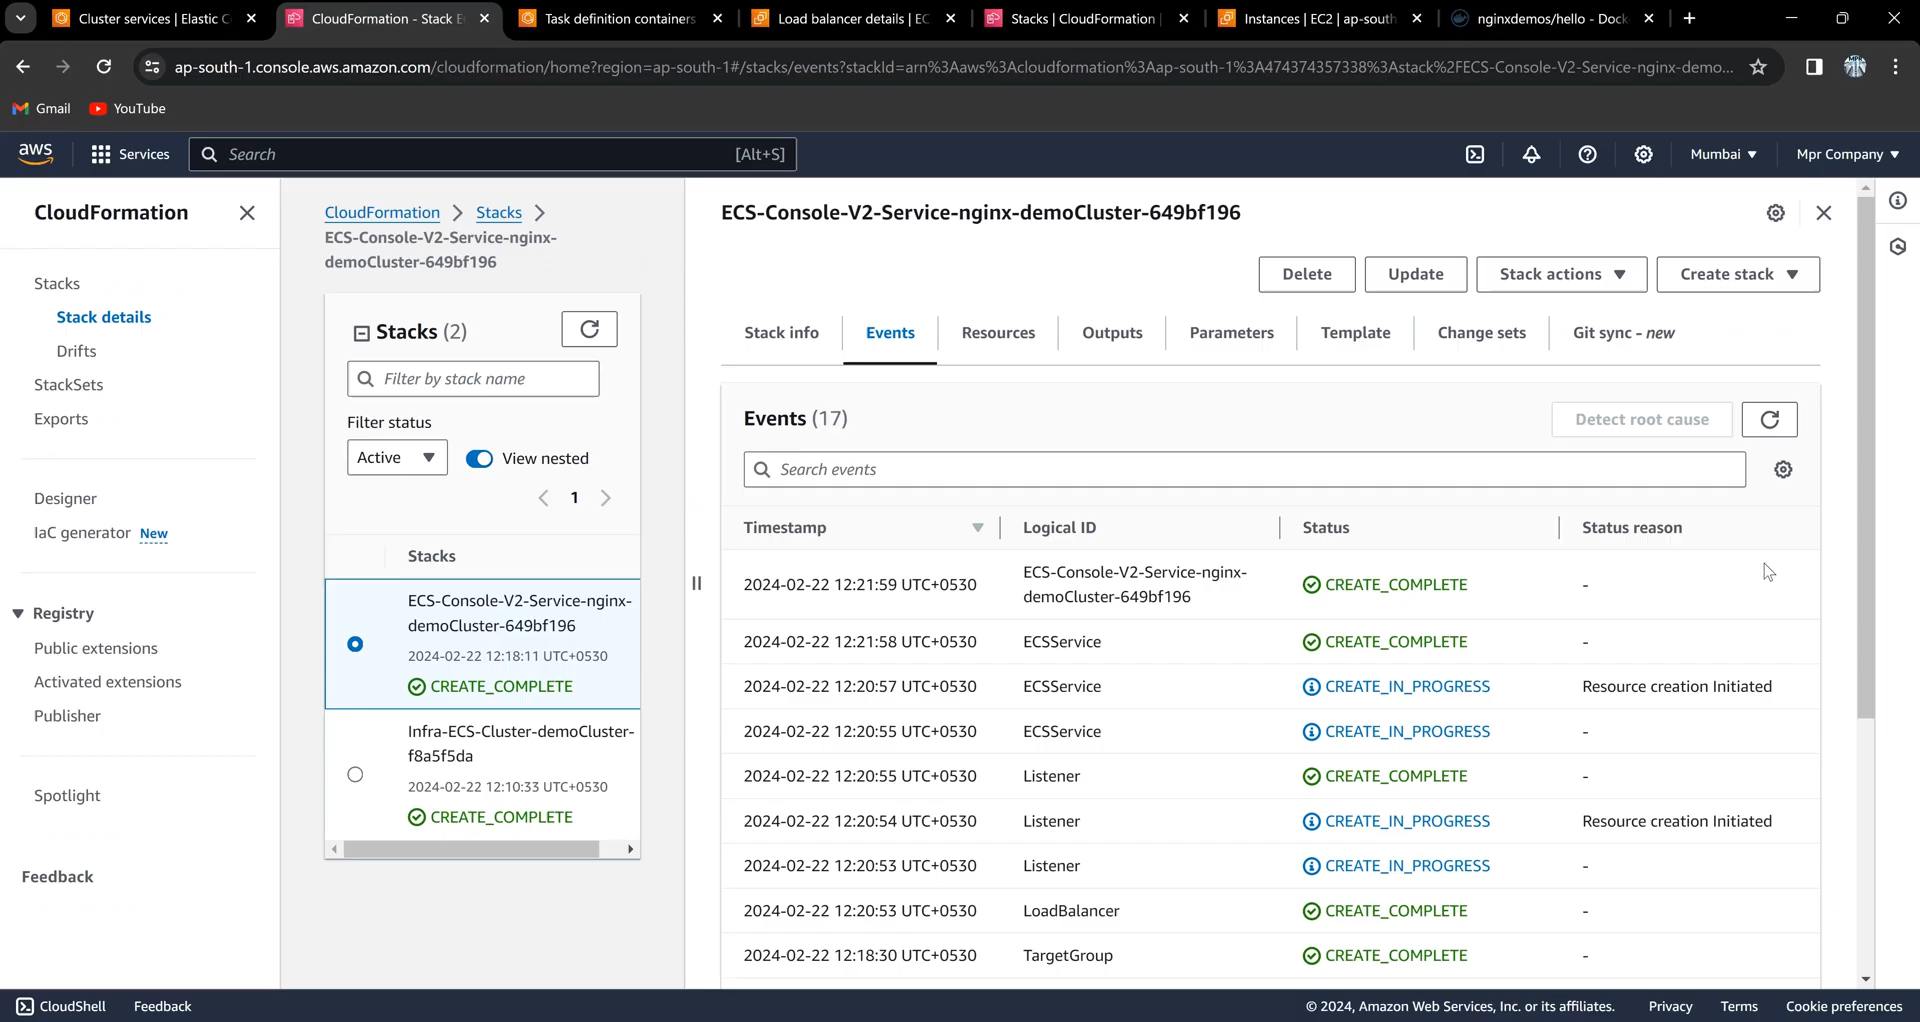 Cluster services | Elastic C
CloudFormation - Stack E
Task definition containers
Load balancer details | EC
Stacks | CloudFormation |
Instances | EC2 | ap-south
nginxdemos/hello - Dock
ap-south-1.console.aws.amazon.com/cloudformation/home?region=ap-south-1#/stacks/events?stackId=arn%3Aaws%3Acloudformation%3Aap-south-1%3A474374357338%3Astack%2FECS-Console-V2-Service-nginx-demo...
Gmail
YouTube
aws
Services
Search
[Alt+S]
Mumbai
Mpr Company
CloudFormation
Stacks
Stack details
Drifts
StackSets
Exports
Designer
IaC generator New
Registry
Public extensions
Activated extensions
Publisher
Spotlight
Feedback
CloudFormation
Stacks
ECS-Console-V2-Service-nginx-
demoCluster-649bf196
Stacks (2)
Filter by stack name
Filter status
Active
View nested
1
Stacks
ECS-Console-V2-Service-nginx-
demoCluster-649bf196
2024-02-22 12:18:11 UTC+0530
CREATE_COMPLETE
Infra-ECS-Cluster-demoCluster-
f8a5f5da
2024-02-22 12:10:33 UTC+0530
CREATE_COMPLETE
ECS-Console-V2-Service-nginx-demoCluster-649bf196
Delete
Update
Stack actions
Create stack
Stack info
Events
Resources
Outputs
Parameters
Template
Change sets
Git sync - new
Events (17)
Detect root cause
Search events
Timestamp
Logical ID
Status
Status reason
2024-02-22 12:21:59 UTC+0530
ECS-Console-V2-Service-nginx-
demoCluster-649bf196
CREATE_COMPLETE
-
2024-02-22 12:21:58 UTC+0530
ECSService
CREATE_COMPLETE
-
2024-02-22 12:20:57 UTC+0530
ECSService
CREATE_IN_PROGRESS
Resource creation Initiated
2024-02-22 12:20:55 UTC+0530
ECSService
CREATE_IN_PROGRESS
-
2024-02-22 12:20:55 UTC+0530
Listener
CREATE_COMPLETE
-
2024-02-22 12:20:54 UTC+0530
Listener
CREATE_IN_PROGRESS
Resource creation Initiated
2024-02-22 12:20:53 UTC+0530
Listener
CREATE_IN_PROGRESS
-
2024-02-22 12:20:53 UTC+0530
LoadBalancer
CREATE_COMPLETE
-
2024-02-22 12:18:30 UTC+0530
TargetGroup
CREATE_COMPLETE
-
CloudShell
Feedback
© 2024, Amazon Web Services, Inc. or its affiliates.
Privacy
Terms
Cookie preferences